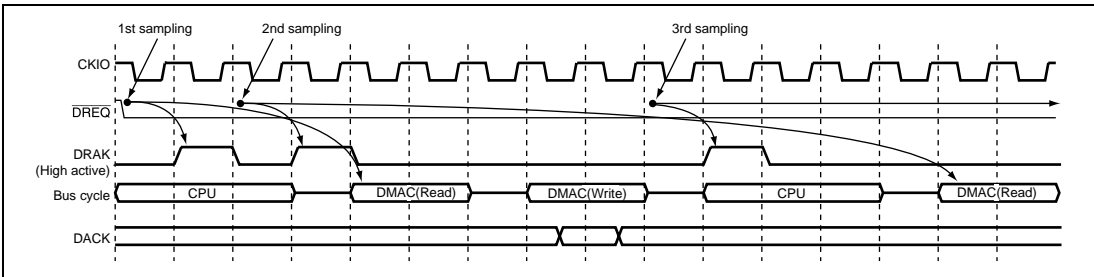 1st sampling 2nd sampling 3rd sampling
CKIO
DREQ
DRAK
(High active)
Bus cycle CPU DMAC(Read) DMAC(Write) CPU DMAC(Read)
DACK